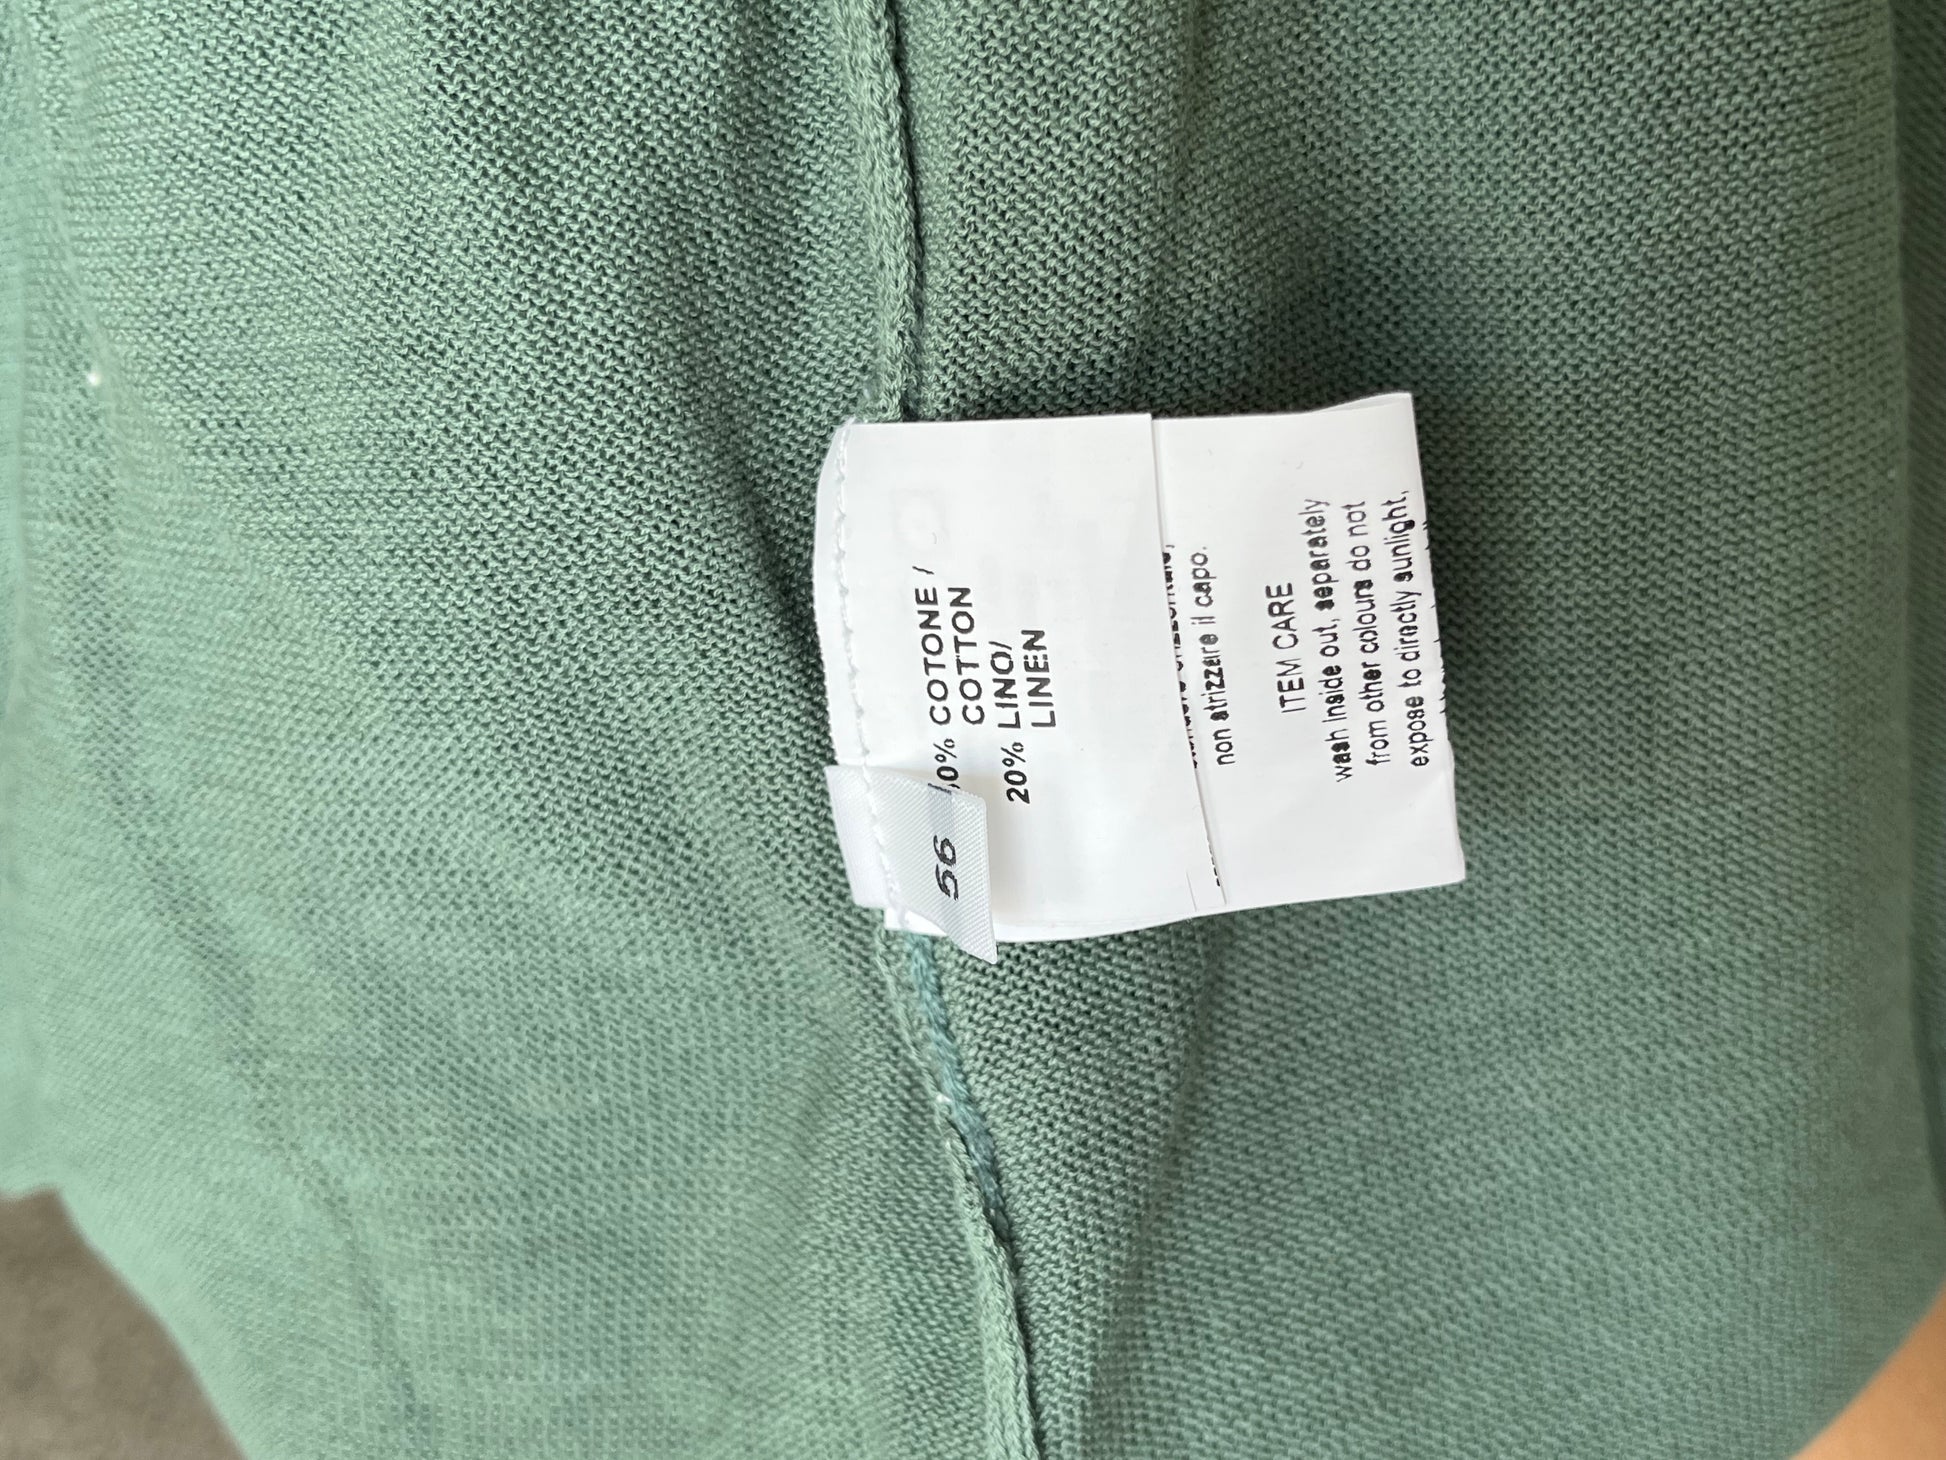 COTONE /
COTTON
20% LINO/
LINEN
56
non strizzare il capo.
ITEM CARE
wash inside out, separately
from other colours do not
expose to directly sunlight,